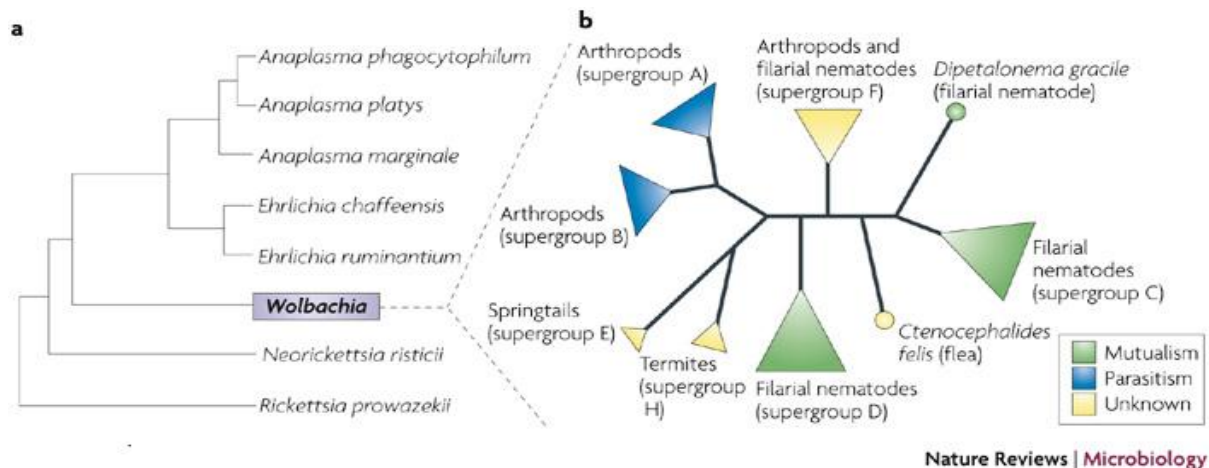 a
Anaplasma phagocytophilum
Anaplasma platys
Anaplasma marginale
Ehrlichia chaffeensis
Ehrlichia ruminantium
Wolbachia
Neorickettsia risticii
Rickettsia prowazekii
b
Arthropods
(supergroup A)
Arthropods and
filarial nematodes
(supergroup F)
Dipetalonema gracile
(filarial nematode)
Arthropods
(supergroup B)
Filarial
nematodes
(supergroup C)
Springtails
(supergroup E)
Termites
(supergroup
H)
Filarial nematodes
(supergroup D)
Ctenocephalides
felis (flea)
Mutualism
Parasitism
Unknown
Nature Reviews | Microbiology